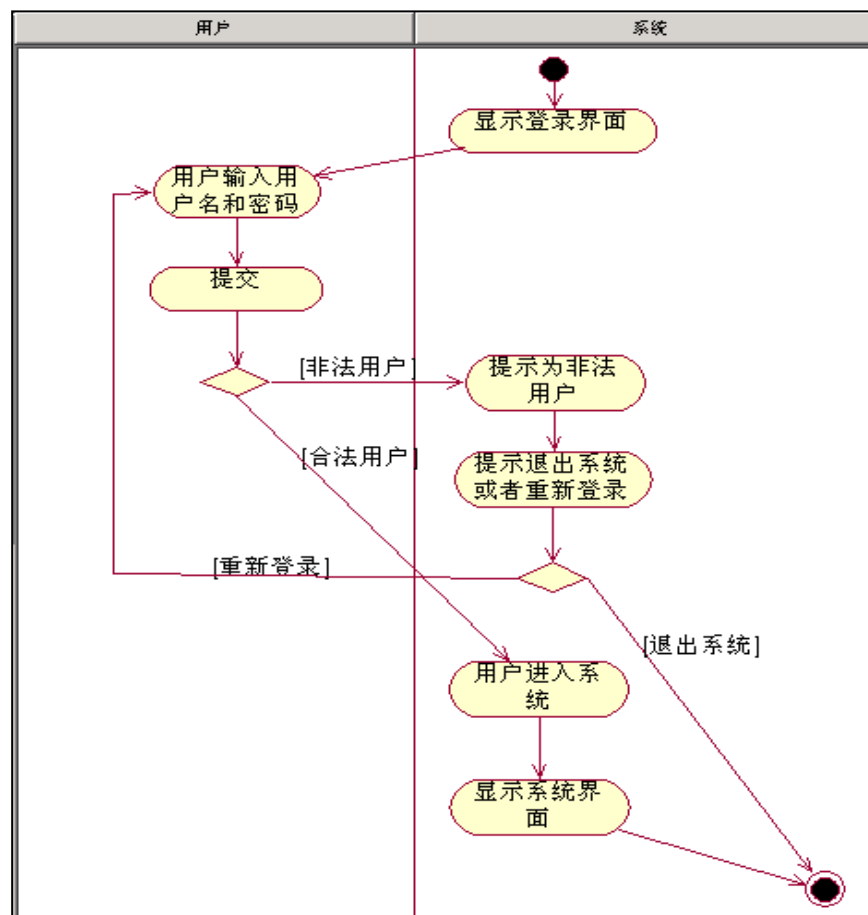 用户
系统
显示登录界面
用户输入用
户名和密码
提交
[非法用户]
提示为非法
用户
[合法用户]
提示退出系统
或者重新登录
[重新登录]
[退出系统]
用户进入系
统
显示系统界
面